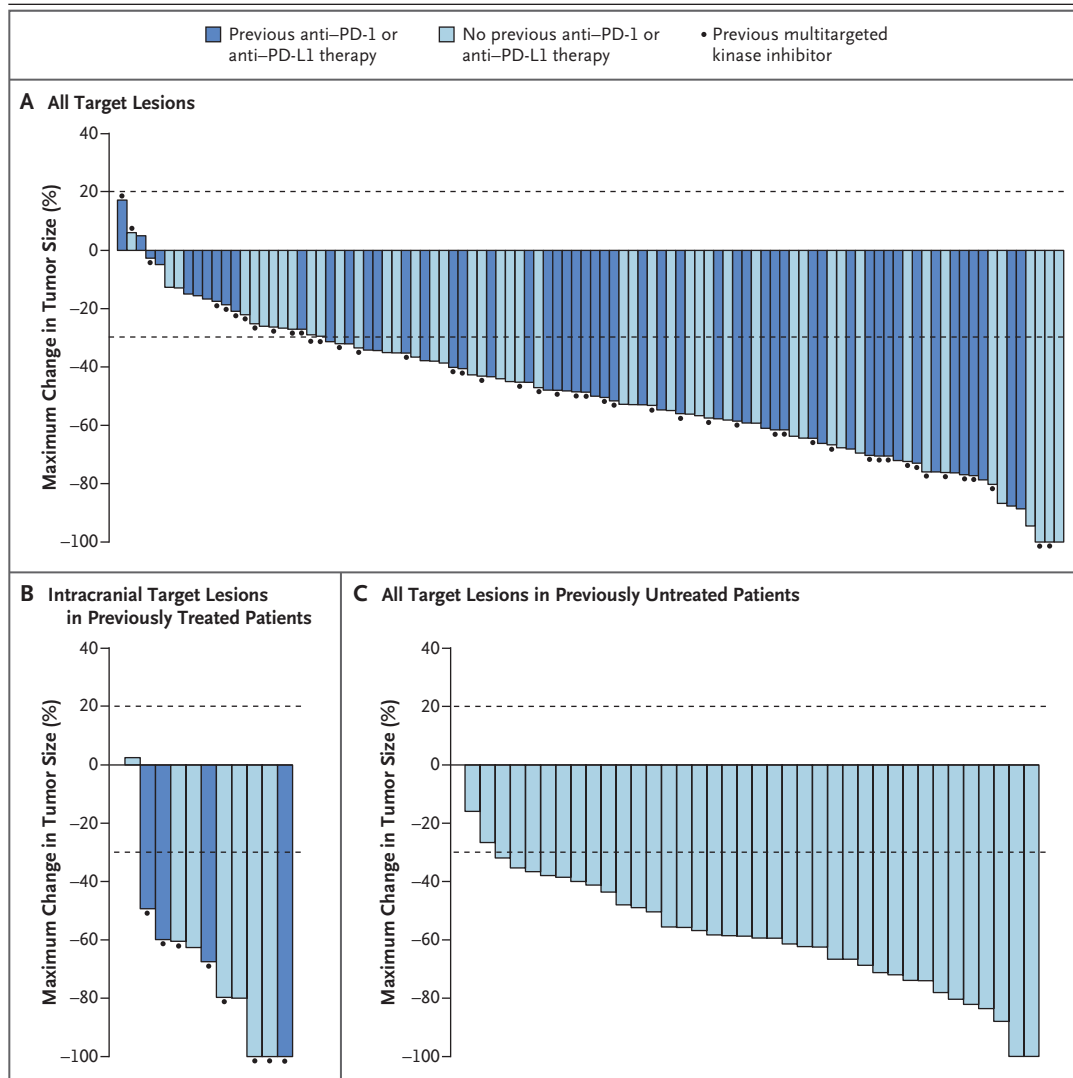 Previous anti–PD-1 or
anti–PD-L1 therapy
No previous anti–PD-1 or
anti–PD-L1 therapy
• Previous multitargeted
kinase inhibitor
A All Target Lesions
Maximum Change in Tumor Size (%)
40
20
0
–20
–40
–60
–80
–100
B Intracranial Target Lesions
in Previously Treated Patients
Maximum Change in Tumor Size (%)
40
20
0
–20
–40
–60
–80
–100
C All Target Lesions in Previously Untreated Patients
Maximum Change in Tumor Size (%)
40
20
0
–20
–40
–60
–80
–100